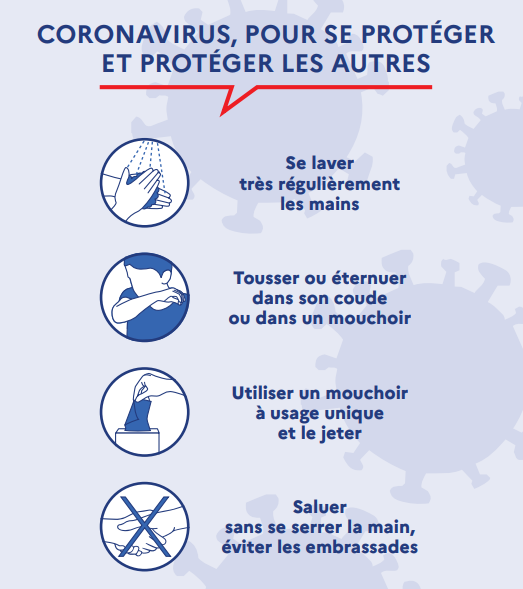 CORONAVIRUS, POUR SE PROTÉGER
ET PROTÉGER LES AUTRES
Se laver
très régulièrement
les mains
Tousser ou éternuer
dans son coude
ou dans un mouchoir
Utiliser un mouchoir
à usage unique
et le jeter
Saluer
sans se serrer la main,
éviter les embrassades